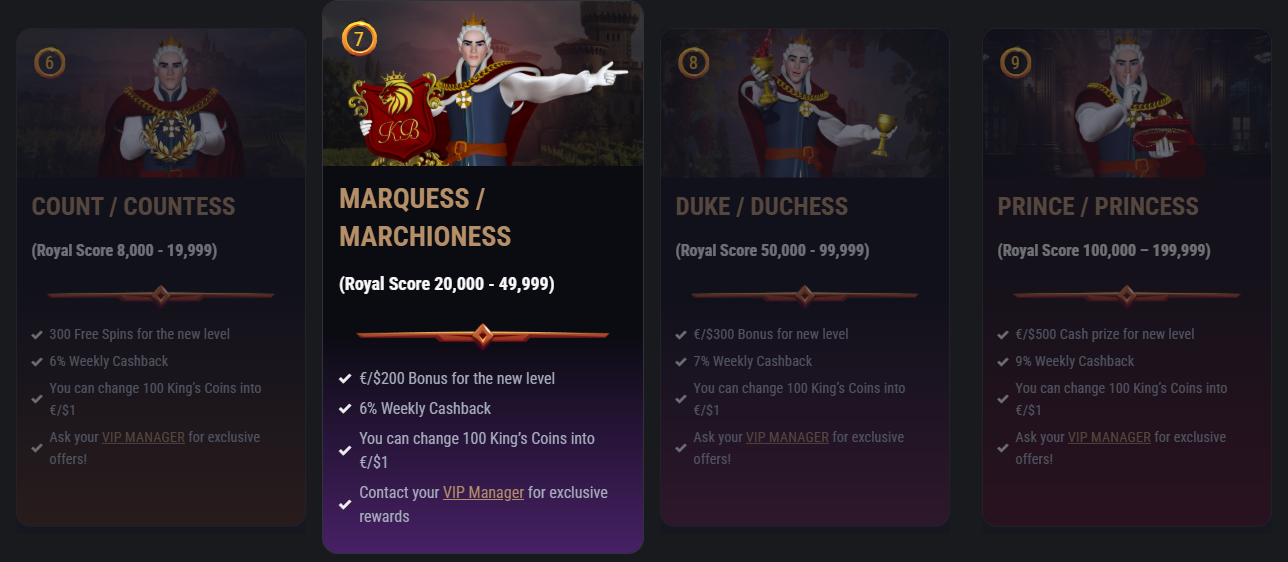 6
COUNT / COUNTESS
(Royal Score 8,000 - 19,999)
300 Free Spins for the new level
6% Weekly Cashback
You can change 100 King's Coins into
€/$1
Ask your VIP MANAGER for exclusive
offers!
7
KB
MARQUESS /
MARCHIONESS
(Royal Score 20,000 - 49,999)
€/$200 Bonus for the new level
6% Weekly Cashback
You can change 100 King's Coins into
€/$1
Contact your VIP Manager for exclusive
rewards
8
DUKE / DUCHESS
(Royal Score 50,000 - 99,999)
€/$300 Bonus for new level
7% Weekly Cashback
You can change 100 King's Coins into
€/$1
Ask your VIP MANAGER for exclusive
offers!
9
PRINCE / PRINCESS
(Royal Score 100,000 – 199,999)
€/$500 Cash prize for new level
9% Weekly Cashback
You can change 100 King's Coins into
€/$1
Ask your VIP MANAGER for exclusive
offers!